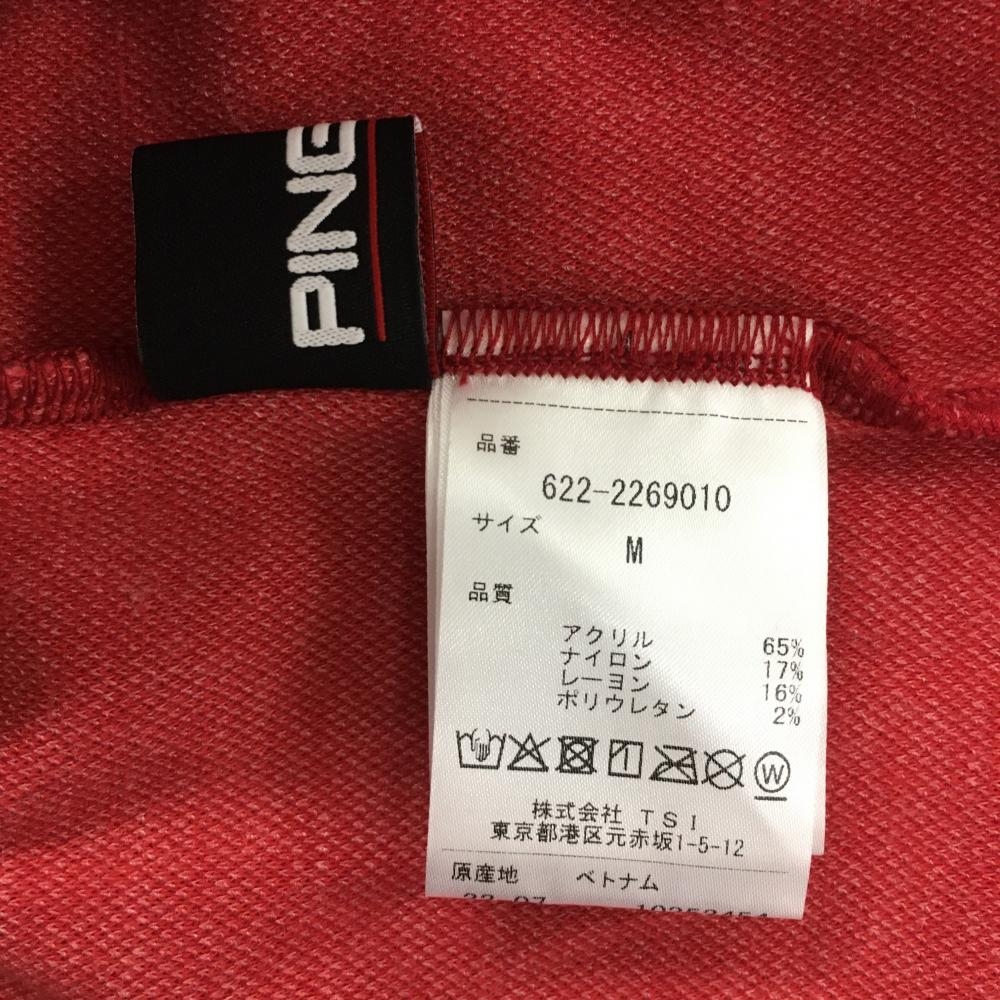 PING
品番
622-2269010
サイズ
M
品質
アクリル 65%
ナイロン 17%
レーヨン 16%
ポリウレタン 2%
W
株式会社 TSI
東京都港区元赤坂1-5-12
原産地 ベトナム